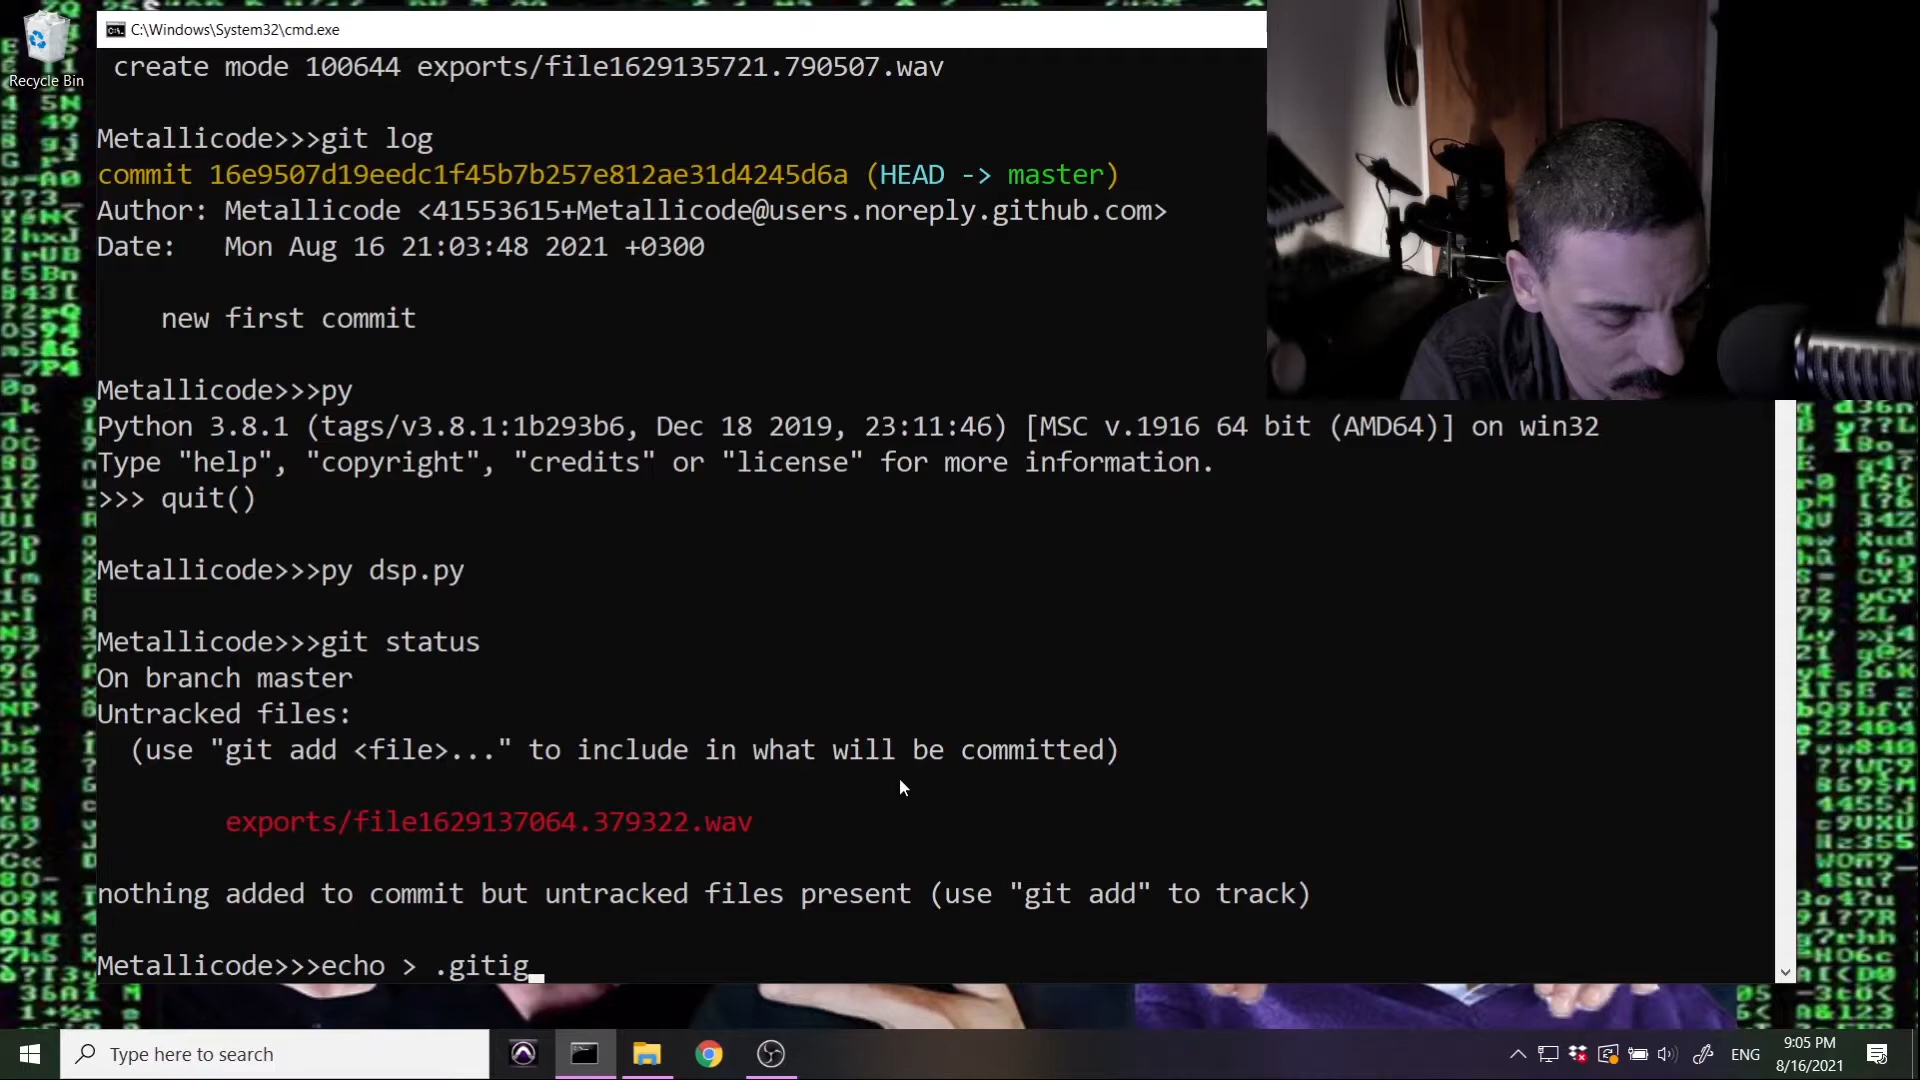 Recycle Bin
C:\Windows\System32\cmd.exe
create mode 100644 exports/file1629135721.790507.wav
Metallicode>>>git log
commit 16e9507d19eedc1f45b7b257e812ae31d4245d6a (HEAD -> master)
Author: Metallicode <41553615+Metallicode@users.noreply.github.com>
Date:   Mon Aug 16 21:03:48 2021 +0300
new first commit
Metallicode>>>py
Python 3.8.1 (tags/v3.8.1:1b293b6, Dec 18 2019, 23:11:46) [MSC v.1916 64 bit (AMD64)] on win32
Type "help", "copyright", "credits" or "license" for more information.
>>> quit()
Metallicode>>>py dsp.py
Metallicode>>>git status
On branch master
Untracked files:
(use "git add <file>..." to include in what will be committed)
exports/file1629137064.379322.wav
nothing added to commit but untracked files present (use "git add" to track)
Metallicode>>>echo > .gitig
Type here to search
ENG
9:05 PM
8/16/2021